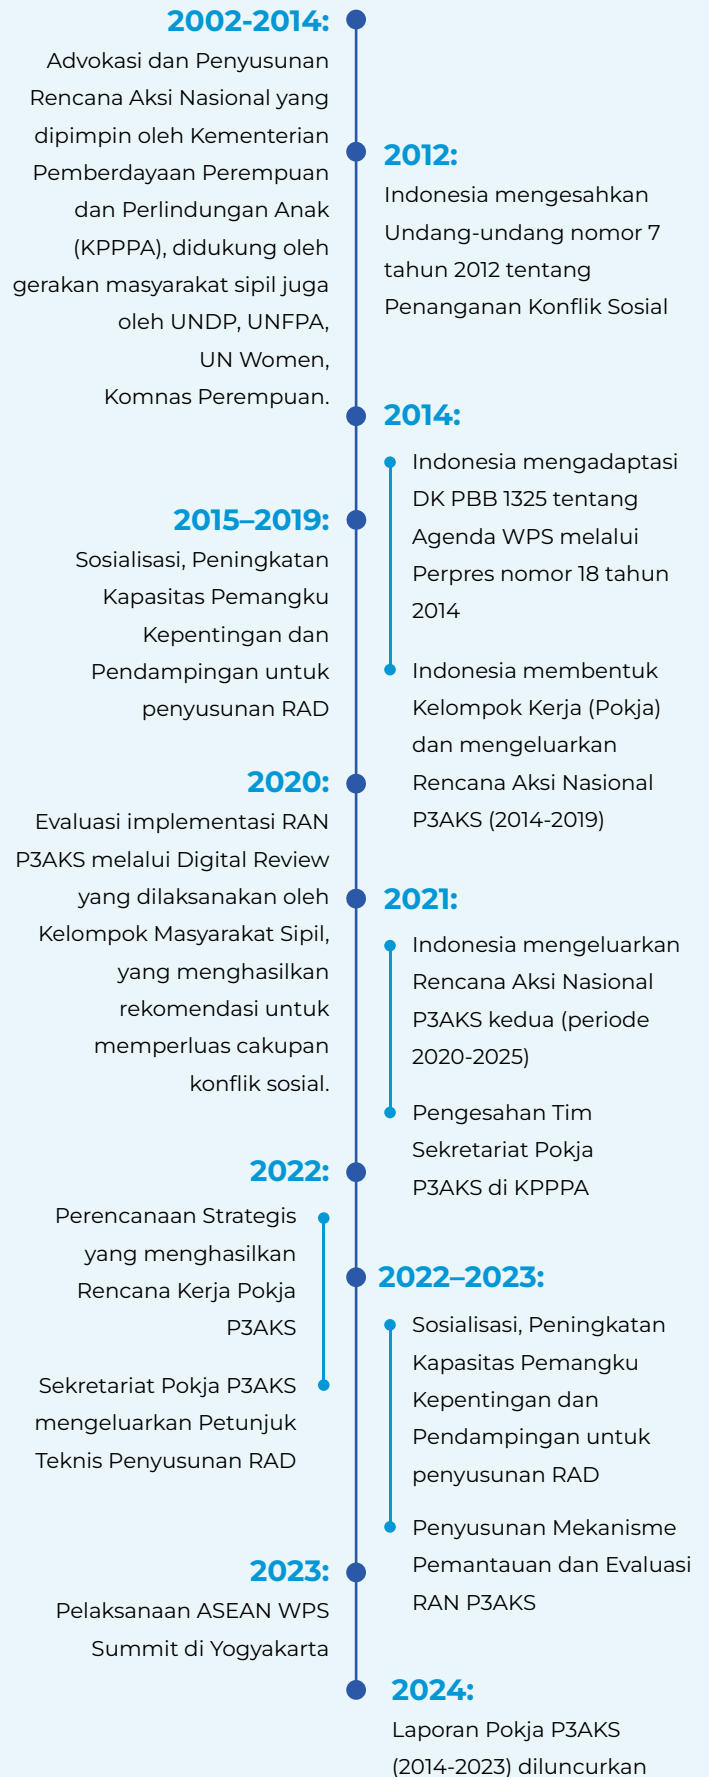 2002-2014:
Advokasi dan Penyusunan
Rencana Aksi Nasional yang
dipimpin oleh Kementerian
Pemberdayaan Perempuan
dan Perlindungan Anak
(KPPPA), didukung oleh
gerakan masyarakat sipil juga
oleh UNDP, UNFPA,
UN Women,
Komnas Perempuan.
2012:
Indonesia mengesahkan
Undang-undang nomor 7
tahun 2012 tentang
Penanganan Konflik Sosial
2014:
Indonesia mengadaptasi
DK PBB 1325 tentang
Agenda WPS melalui
Perpres nomor 18 tahun
2014
Indonesia membentuk
Kelompok Kerja (Pokja)
dan mengeluarkan
Rencana Aksi Nasional
P3AKS (2014-2019)
2015–2019:
Sosialisasi, Peningkatan
Kapasitas Pemangku
Kepentingan dan
Pendampingan untuk
penyusunan RAD
2020:
Evaluasi implementasi RAN
P3AKS melalui Digital Review
yang dilaksanakan oleh
Kelompok Masyarakat Sipil,
yang menghasilkan
rekomendasi untuk
memperluas cakupan
konflik sosial.
2021:
Indonesia mengeluarkan
Rencana Aksi Nasional
P3AKS kedua (periode
2020-2025)
Pengesahan Tim
Sekretariat Pokja
P3AKS di KPPPA
2022:
Perencanaan Strategis
yang menghasilkan
Rencana Kerja Pokja
P3AKS
Sekretariat Pokja P3AKS
mengeluarkan Petunjuk
Teknis Penyusunan RAD
2022–2023:
Sosialisasi, Peningkatan
Kapasitas Pemangku
Kepentingan dan
Pendampingan untuk
penyusunan RAD
Penyusunan Mekanisme
Pemantauan dan Evaluasi
RAN P3AKS
2023:
Pelaksanaan ASEAN WPS
Summit di Yogyakarta
2024:
Laporan Pokja P3AKS
(2014-2023) diluncurkan